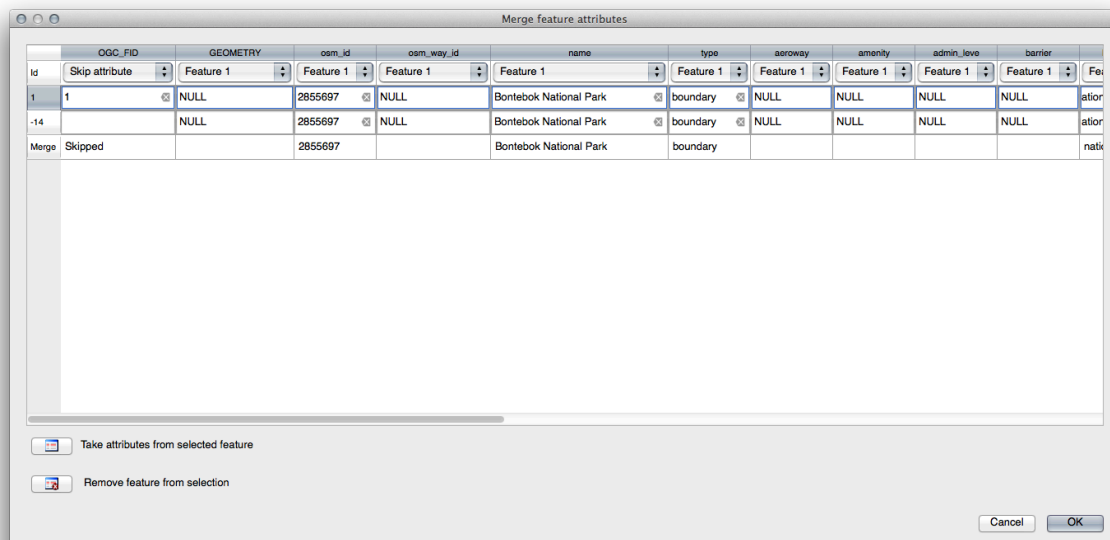 Merge feature attributes
OGC_FID GEOMETRY osm_id osm_way_id name type aeroway amenity admin_leve barrier
Id Skip attribute Feature 1 Feature 1 Feature 1 Feature 1 Feature 1 Feature 1 Feature 1 Feature 1 Feature 1 Fea
1 1 NULL 2855697 NULL Bontebok National Park boundary NULL NULL NULL NULL ation
-14 NULL 2855697 NULL Bontebok National Park boundary NULL NULL NULL NULL ation
Merge Skipped 2855697 Bontebok National Park boundary natio
Take attributes from selected feature
Remove feature from selection
Cancel OK